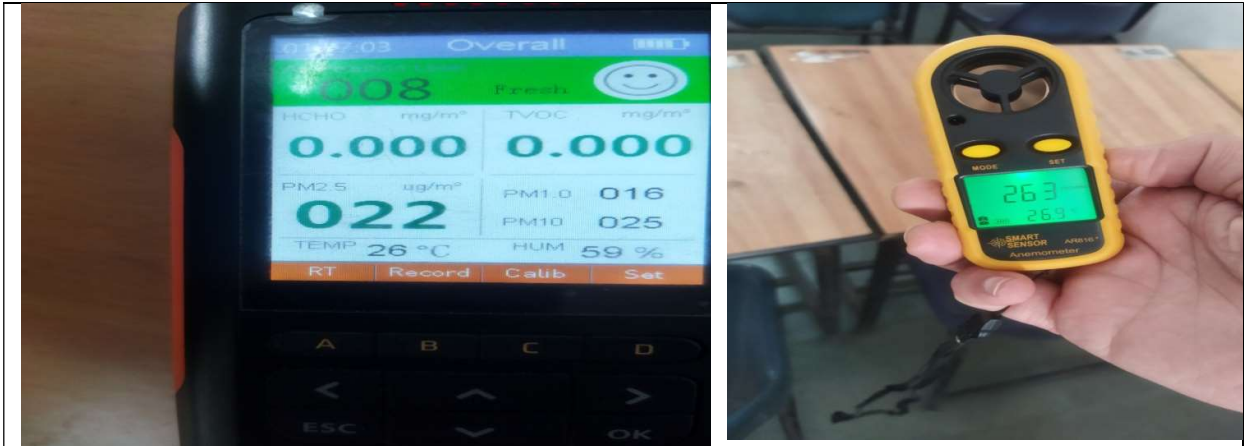 Overall
008 Fresh
HCHO mg/m³ TVOC mg/m³
0.000 0.000
PM2.5 ug/m³ PM1.0 016
022 PM10 025
TEMP 26 °C HUM 59 %
RT Record Calib Set
A B C D
ESC OK
MODE SET
263
26.9
SMART
SENSOR
Anemometer